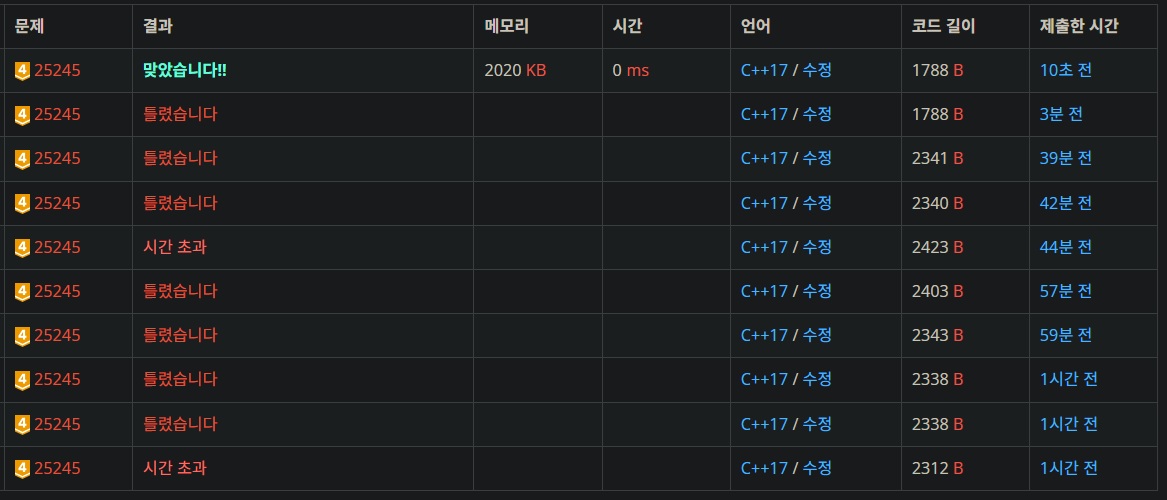 문제 결과 메모리 시간 언어 코드 길이 제출한 시간
4 25245 맞았습니다!! 2020 KB 0 ms C++17 / 수정 1788 B 10초 전
4 25245 틀렸습니다 C++17 / 수정 1788 B 3분 전
4 25245 틀렸습니다 C++17 / 수정 2341 B 39분 전
4 25245 틀렸습니다 C++17 / 수정 2340 B 42분 전
4 25245 시간 초과 C++17 / 수정 2423 B 44분 전
4 25245 틀렸습니다 C++17 / 수정 2403 B 57분 전
4 25245 틀렸습니다 C++17 / 수정 2343 B 59분 전
4 25245 틀렸습니다 C++17 / 수정 2338 B 1시간 전
4 25245 틀렸습니다 C++17 / 수정 2338 B 1시간 전
4 25245 시간 초과 C++17 / 수정 2312 B 1시간 전